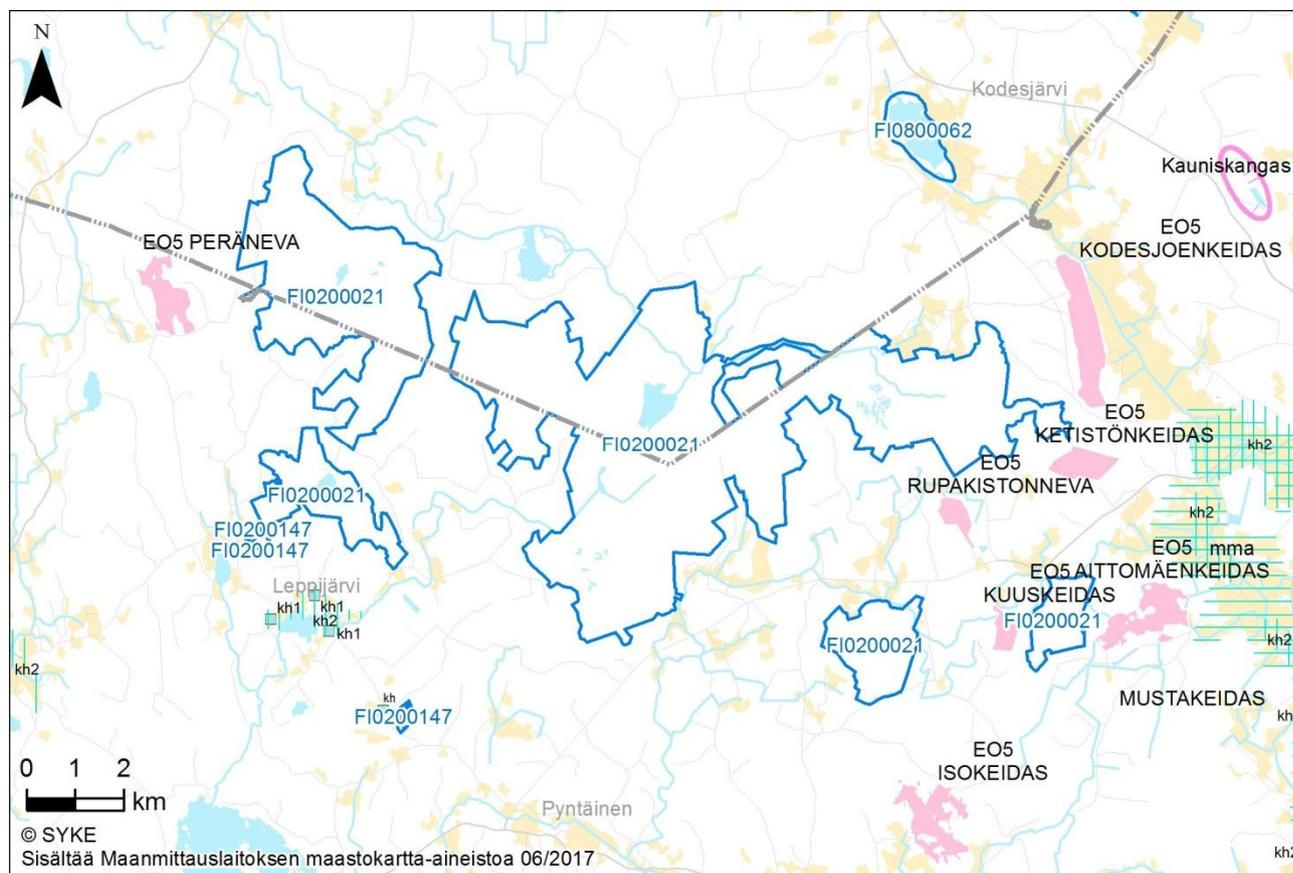 N
Kodesjärvi
FI0800062
Kauniskangas
EO5
KODESJOENKEIDAS
EO5 PERÄNEVA
FI0200021
EO5
KETISTÖNKEIDAS
kh2
FI0200021
EO5
RUPAKISTONNEVA
FI0200021
kh2
FI0200147
FI0200147
EO5 mma
EO5 AITTOMÄENKEIDAS
KUUSKEIDAS
Leppijärvi
kh1
kh1
kh2
kh1
FI0200021
FI0200021
kh2
kh2
MUSTAKEIDAS
kh
FI0200147
kh
EO5
ISOKEIDAS
0 1 2
km
Pyntäinen
© SYKE
Sisältää Maanmittauslaitoksen maastokartta-aineistoa 06/2017
kh2